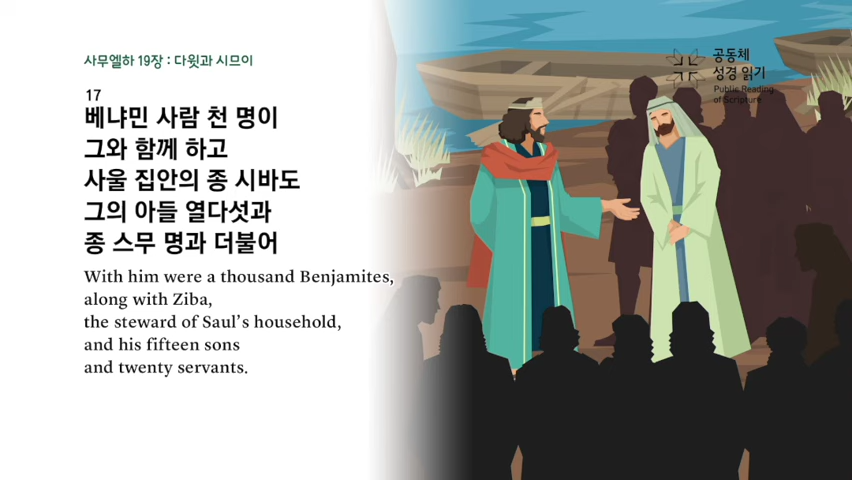 사무엘하 19장 : 다윗과 시므이
공동체
성경 읽기
Public Reading
of Scripture
17
베냐민 사람 천 명이
그와 함께 하고
사울 집안의 종 시바도
그의 아들 열다섯과
종 스무 명과 더불어
With him were a thousand Benjamites,
along with Ziba,
the steward of Saul’s household,
and his fifteen sons
and twenty servants.